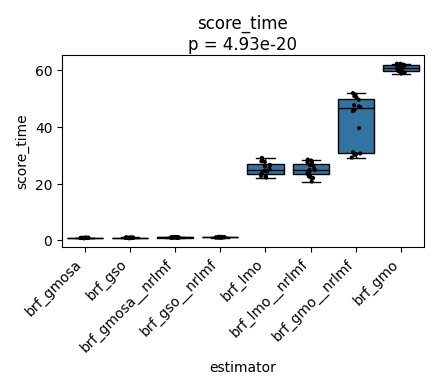 score_time
p = 4.93e-20
score_time
60
40
20
0
brf_gmosa
brf_gso
brf_gmosa__nrlmf
brf_gso__nrlmf
brf_lmo
brf_lmo__nrlmf
brf_gmo__nrlmf
brf_gmo
estimator